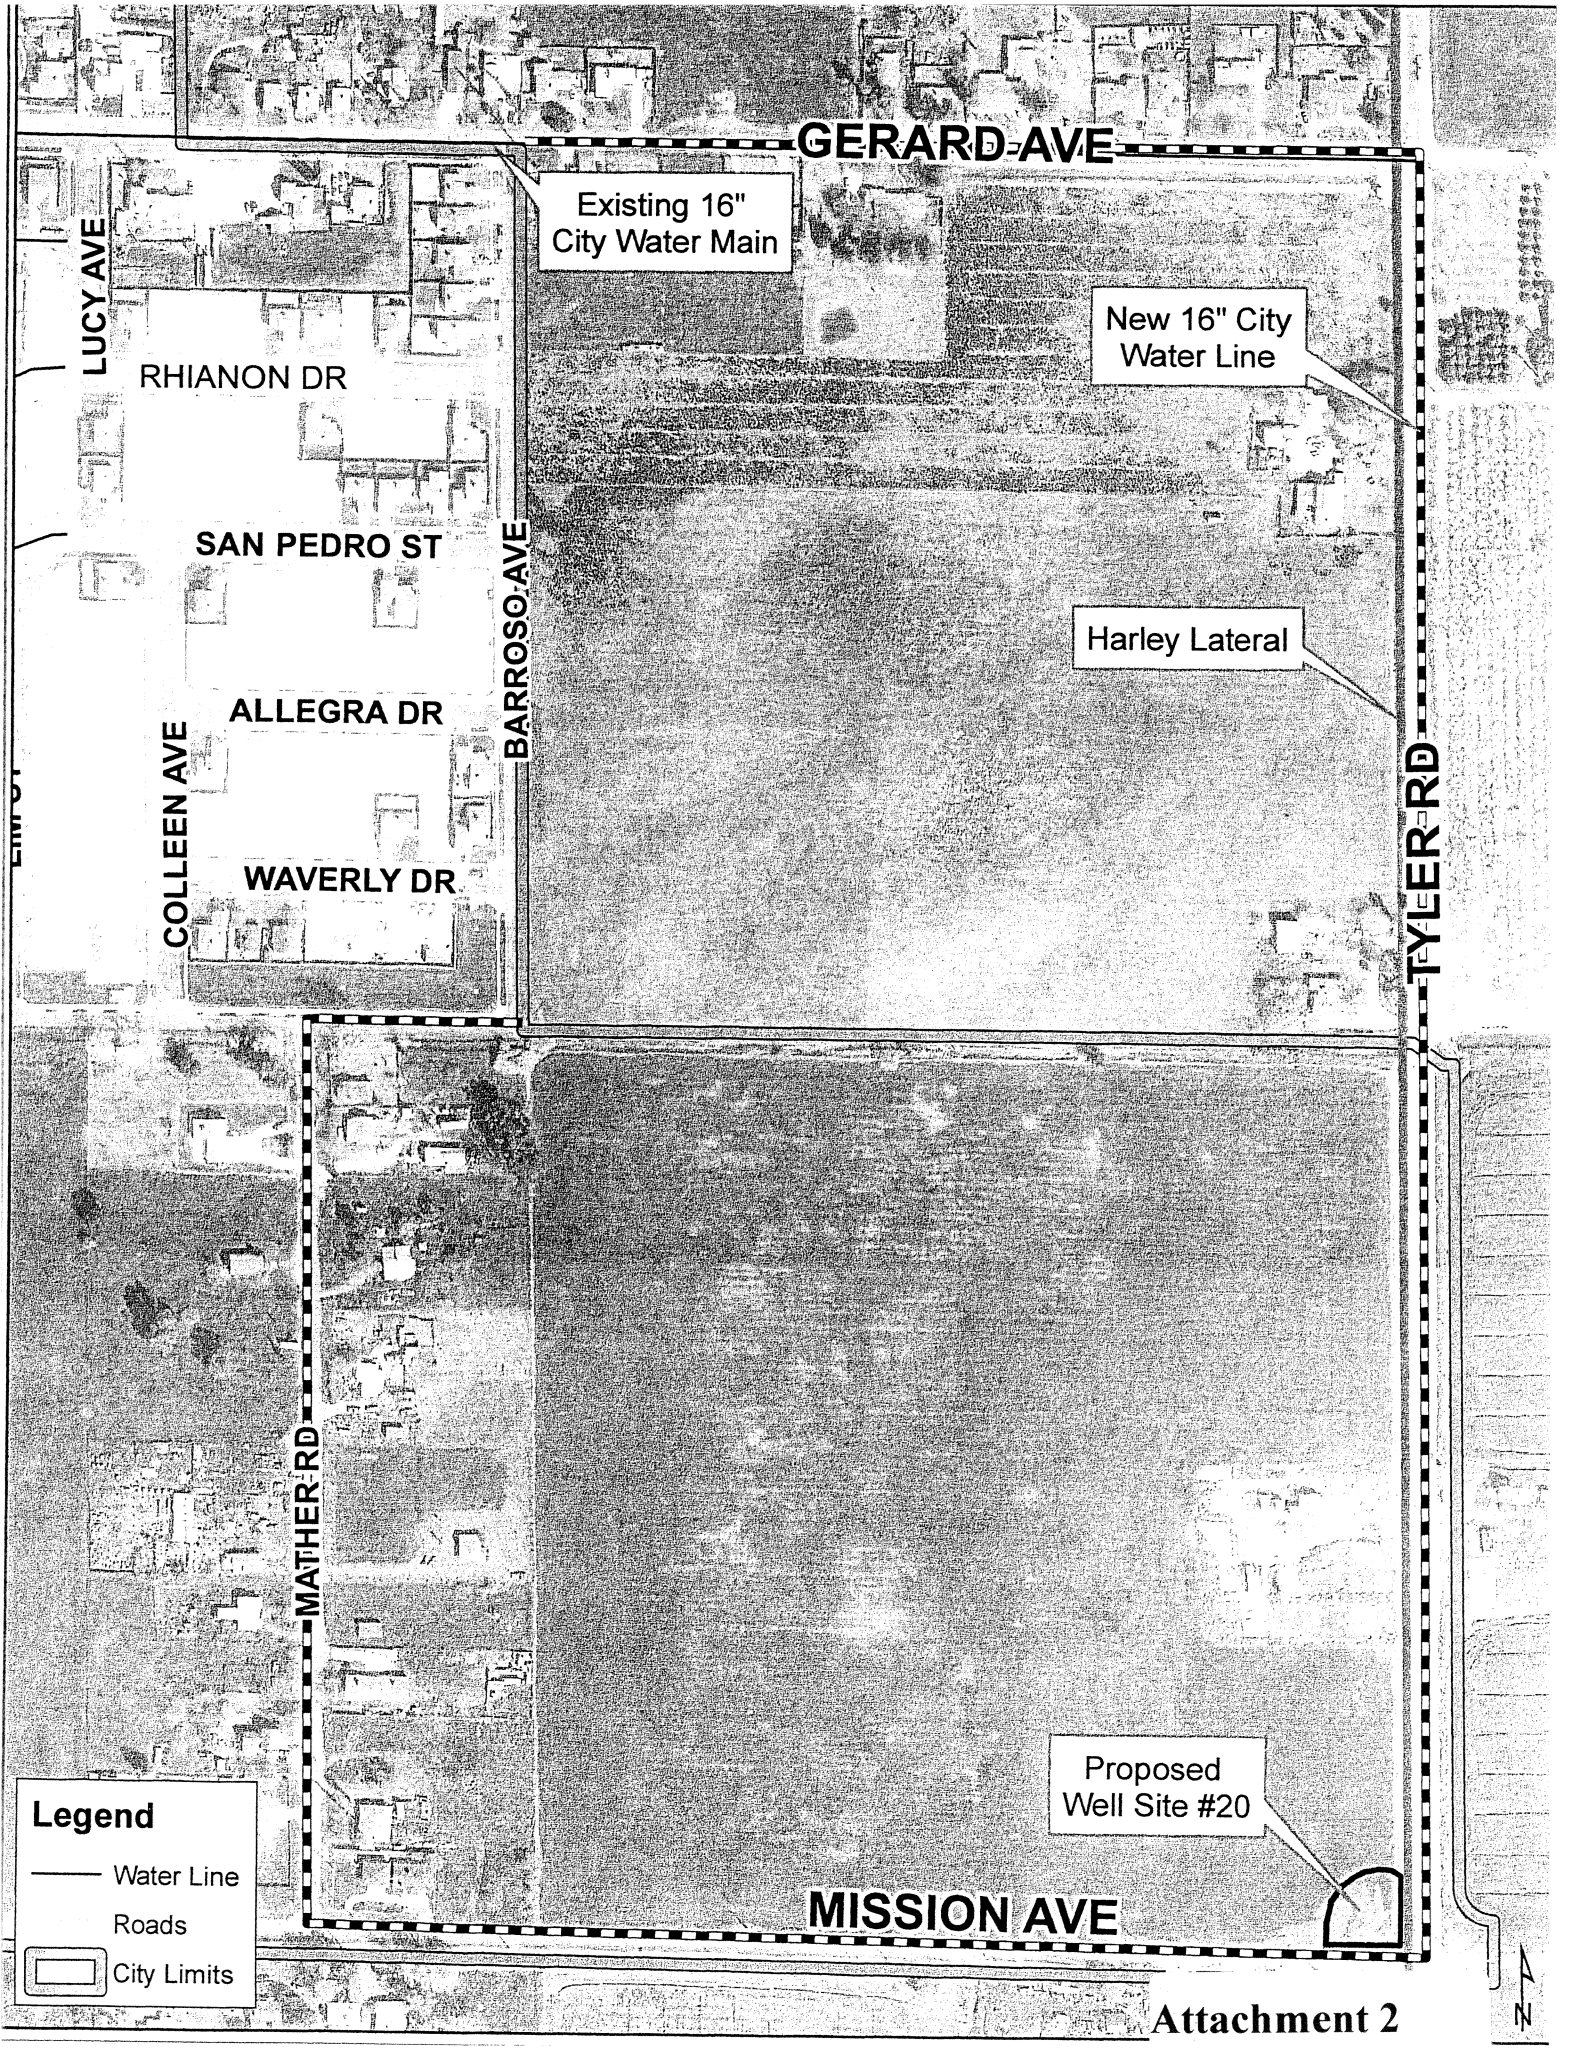 GERARD AVE
Existing 16"
City Water Main
LUCY AVE
New 16" City
Water Line
RHIANON DR
SAN PEDRO ST
BARROSO AVE
Harley Lateral
ALLEGRA DR
COLLEEN AVE
TYLER RD
WAVERLY DR
MATHER RD
Proposed
Well Site #20
Legend
Water Line
Roads
City Limits
MISSION AVE
N
Attachment 2